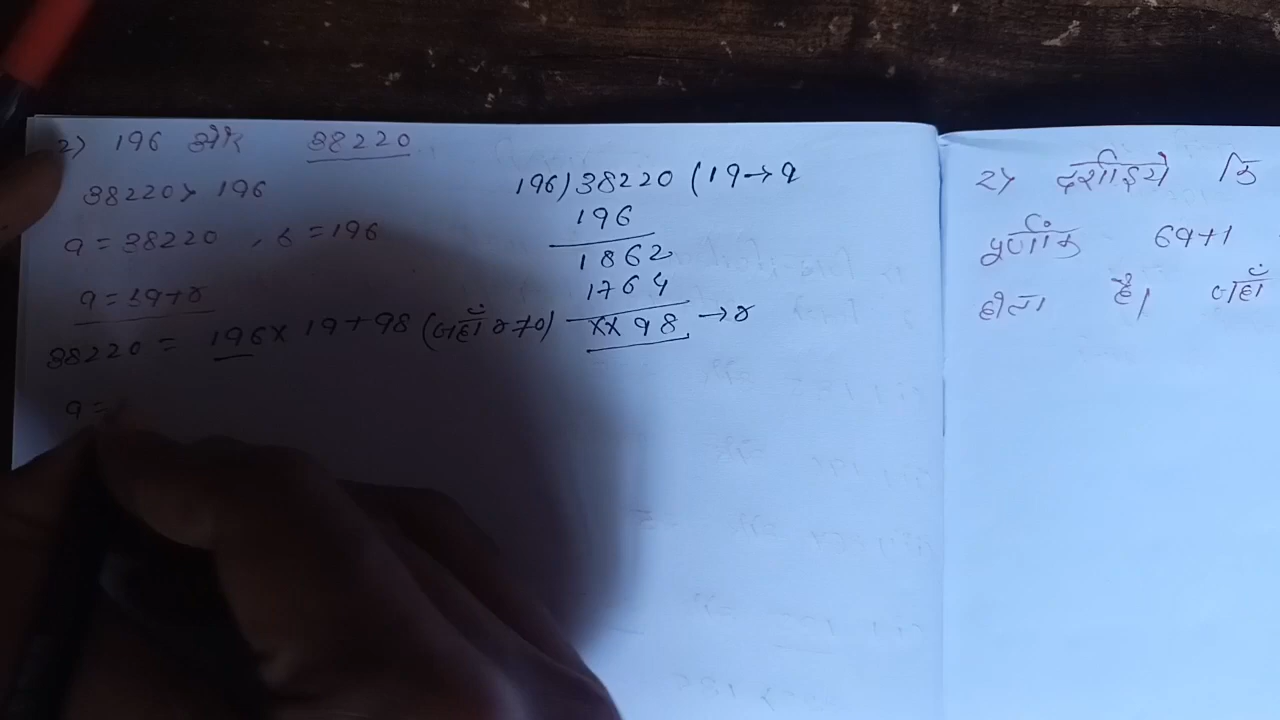 2> 196 और 38220
38220 > 196
a = 38220 , b = 196
a = bq + r
38220 = 196 × 19 + 98 (जहाँ r ≠ 0)
a =
196) 38220 (19 → q
196
1862
1764
×× 98 → r
2> दर्शाइये कि
पूर्णांक 6q+1
होता है। जहाँ